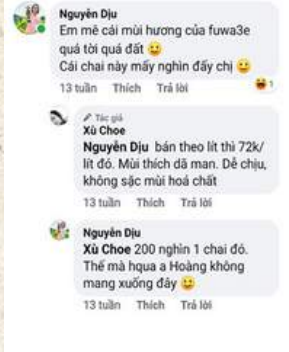 Nguyễn Dịu
Em mê cái mùi hương của fuwa3e
quá tời quá đất 😃
Cái chai này mấy nghìn đấy chị 😃
13 tuần Thích Trả lời 1
Tác giả
Xù Choe
Nguyễn Dịu bán theo lít thì 72k/
lít đó. Mùi thích dã man. Dễ chịu,
không sặc mùi hoá chất
13 tuần Thích Trả lời
Nguyễn Dịu
Xù Choe 200 nghìn 1 chai đó.
Thế mà hqua a Hoàng không
mang xuống đây 😃
13 tuần Thích Trả lời